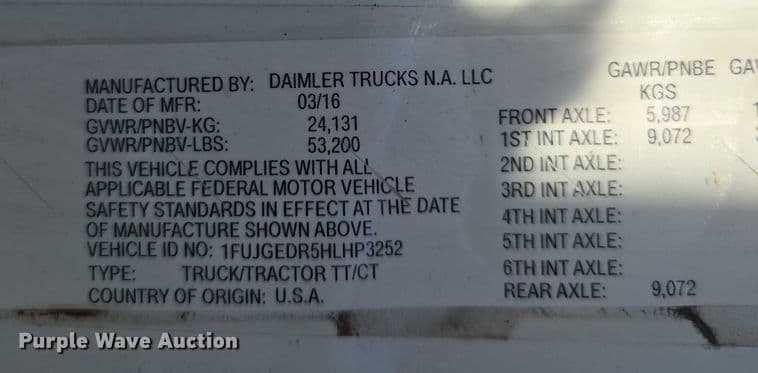 MANUFACTURED BY: DAIMLER TRUCKS N.A. LLC
DATE OF MFR: 03/16
GVWR/PNBV-KG: 24,131
GVWR/PNBV-LBS: 53,200
THIS VEHICLE COMPLIES WITH ALL
APPLICABLE FEDERAL MOTOR VEHICLE
SAFETY STANDARDS IN EFFECT AT THE DATE
OF MANUFACTURE SHOWN ABOVE.
VEHICLE ID NO: 1FUJGEDR5HLHP3252
TYPE: TRUCK/TRACTOR TT/CT
COUNTRY OF ORIGIN: U.S.A.
GAWR/PNBE
KGS
FRONT AXLE: 5,987
1ST INT AXLE: 9,072
2ND INT AXLE:
3RD INT AXLE:
4TH INT AXLE:
5TH INT AXLE:
6TH INT AXLE:
REAR AXLE: 9,072
Purple Wave Auction